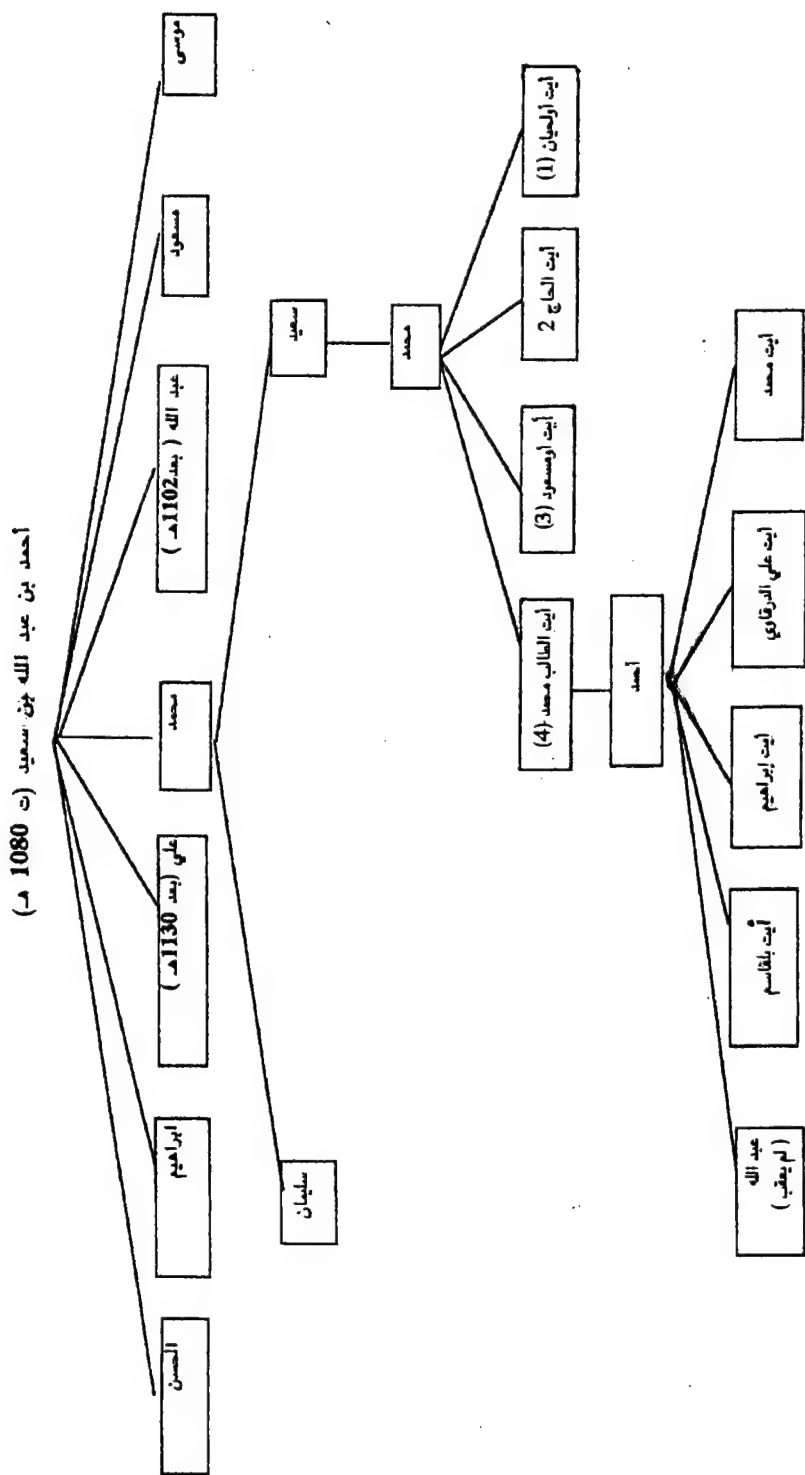 أحمد بن عبد الله بن سعيد (ت 1080 هـ)
موسى
مسعود
عبد الله ( بعد 1102هـ )
محمد
علي (بعد 1130هـ )
ابراهيم
الحسن
سعيد
سليمان
محمد
أيت أولحيان (1)
أيت الحاج 2
أيت أومسعود (3)
أيت الطالب محمد (4)
أحمد
أيت محمد
أيت علي الدرقاوي
أيت إبراهيم
أيت بلقاسم
عبد الله
( لم يعقب )